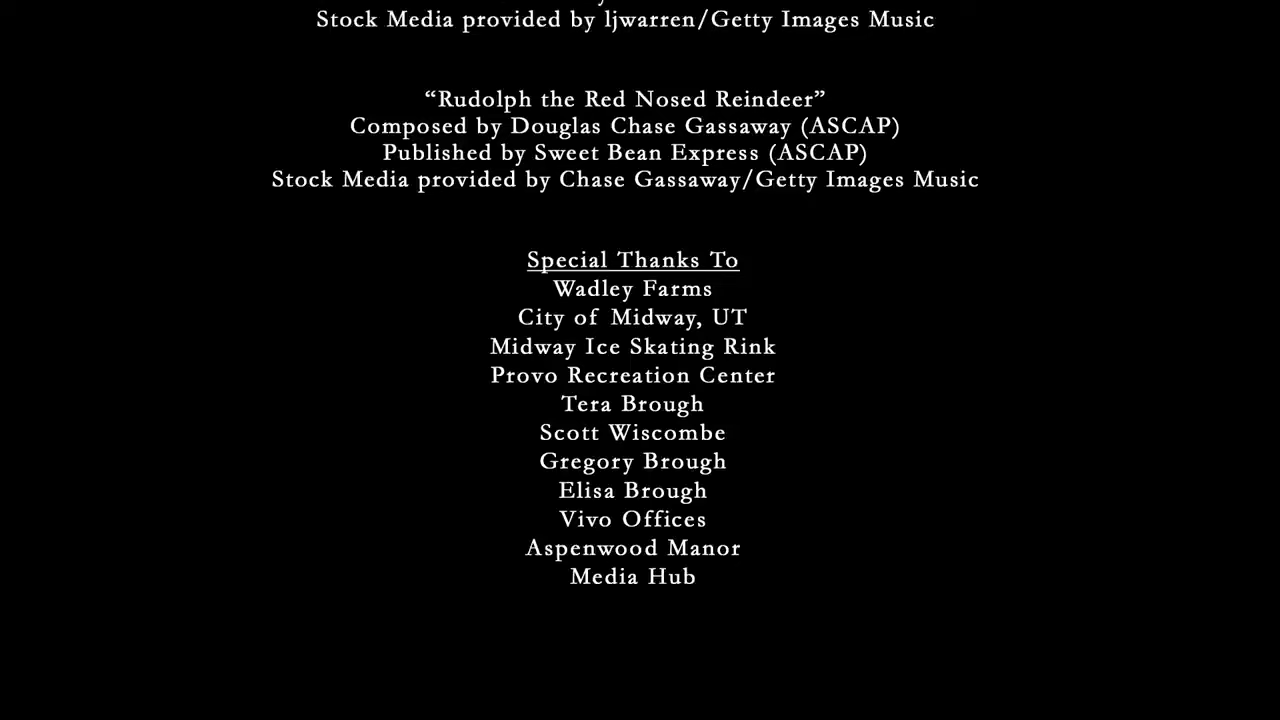 Stock Media provided by ljwarren/Getty Images Music
“Rudolph the Red Nosed Reindeer”
Composed by Douglas Chase Gassaway (ASCAP)
Published by Sweet Bean Express (ASCAP)
Stock Media provided by Chase Gassaway/Getty Images Music
Special Thanks To
Wadley Farms
City of Midway, UT
Midway Ice Skating Rink
Provo Recreation Center
Tera Brough
Scott Wiscombe
Gregory Brough
Elisa Brough
Vivo Offices
Aspenwood Manor
Media Hub